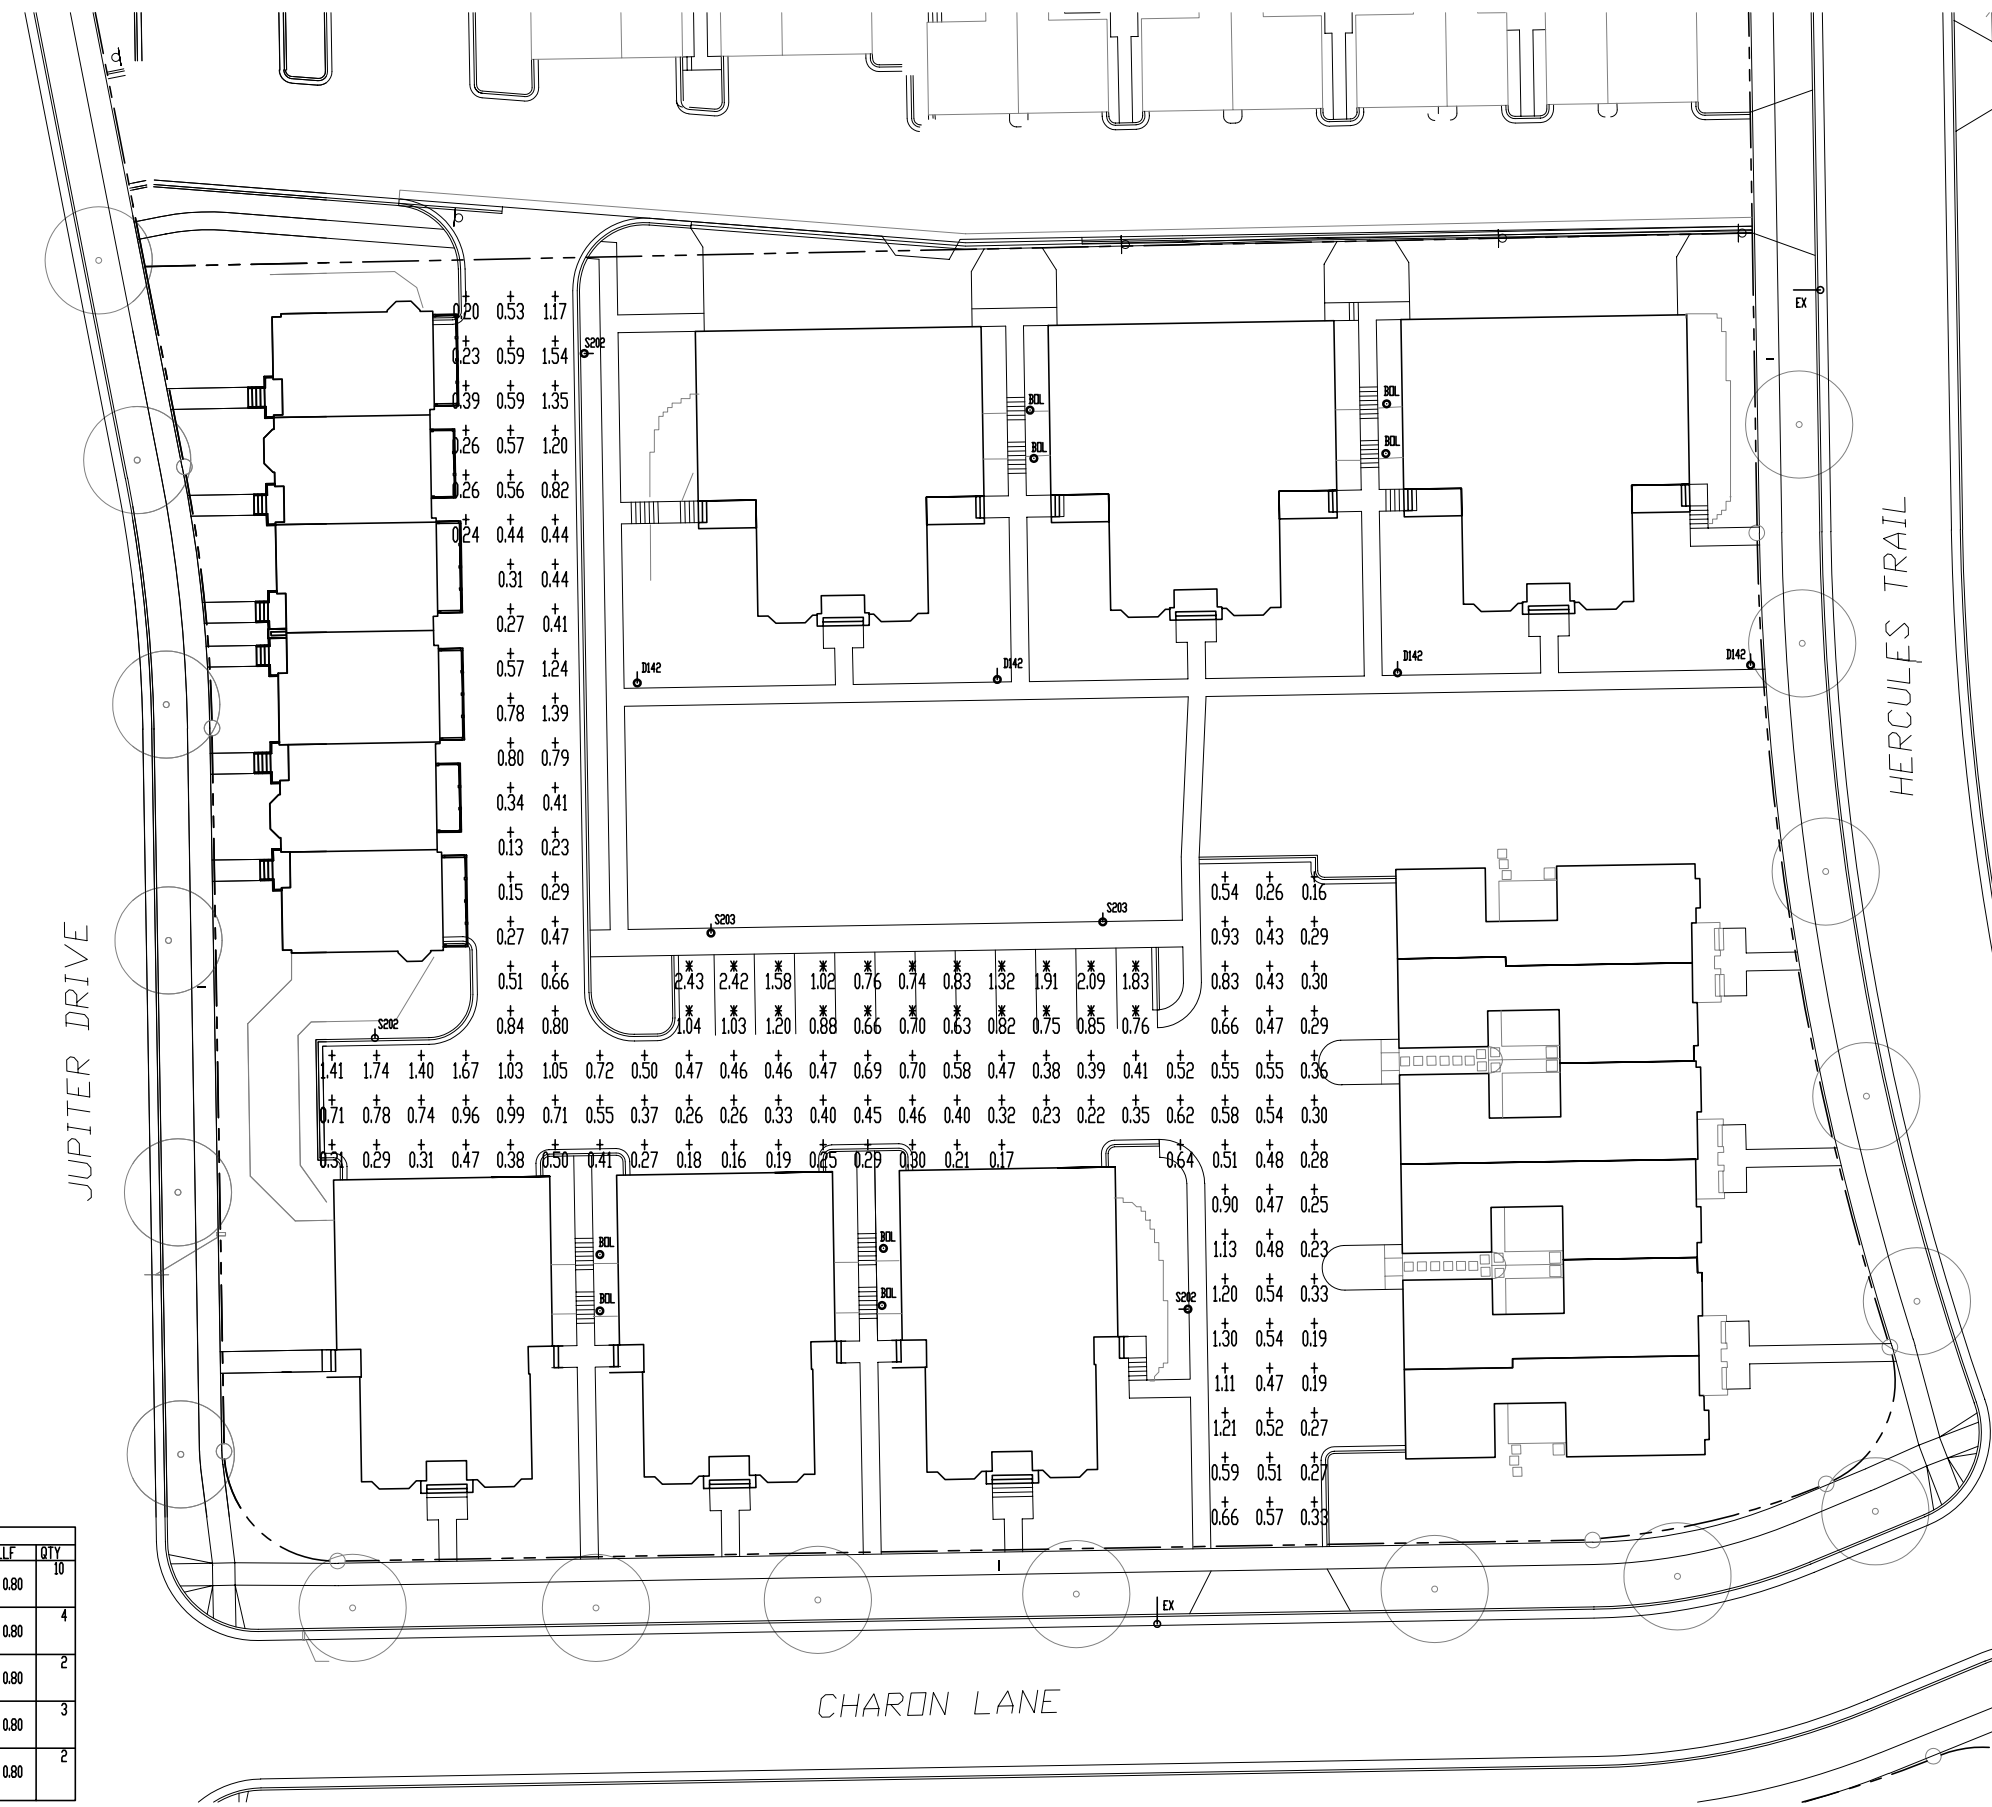 EX
0.20 0.53 1.17
S202
0.23 0.59 1.54
0.39 0.59 1.35
BOL BOL
0.26 0.57 1.20
BOL BOL
0.26 0.56 0.82
0.24 0.44 0.44
0.31 0.44
0.27 0.41
HERCULES TRAIL
0.57 1.24
D142 D142 D142 D142
0.78 1.39
0.80 0.79
0.34 0.41
0.13 0.23
0.15 0.29 0.54 0.26 0.16
S203 S203
0.27 0.47 0.93 0.43 0.29
0.51 0.66 2.43 2.42 1.58 1.02 0.76 0.74 0.83 1.32 1.91 2.09 1.83 0.83 0.43 0.30
S202
0.84 0.80 1.04 1.03 1.20 0.88 0.66 0.70 0.63 0.82 0.75 0.85 0.76 0.66 0.47 0.29
JUPITER DRIVE
1.41 1.74 1.40 1.67 1.03 1.05 0.72 0.50 0.47 0.46 0.46 0.47 0.69 0.70 0.58 0.47 0.38 0.39 0.41 0.52 0.55 0.55 0.36
0.71 0.78 0.74 0.96 0.99 0.71 0.55 0.37 0.26 0.26 0.33 0.40 0.45 0.46 0.40 0.32 0.23 0.22 0.35 0.62 0.58 0.54 0.30
0.31 0.29 0.31 0.47 0.38 0.50 0.41 0.27 0.18 0.16 0.19 0.25 0.29 0.30 0.21 0.17 0.64 0.51 0.48 0.28
0.90 0.47 0.25
BOL BOL
1.13 0.48 0.23
BOL BOL S202
1.20 0.54 0.33
1.30 0.54 0.19
1.11 0.47 0.19
1.21 0.52 0.27
0.59 0.51 0.27
0.66 0.57 0.33
LLF QTY
0.80 10
0.80 4
0.80 2
0.80 3
0.80 2
EX
CHARON LANE